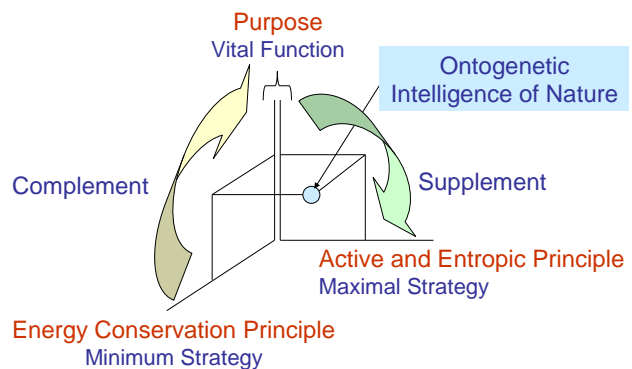 Purpose
Vital Function
Ontogenetic
Intelligence of Nature
Complement
Supplement
Active and Entropic Principle
Maximal Strategy
Energy Conservation Principle
Minimum Strategy